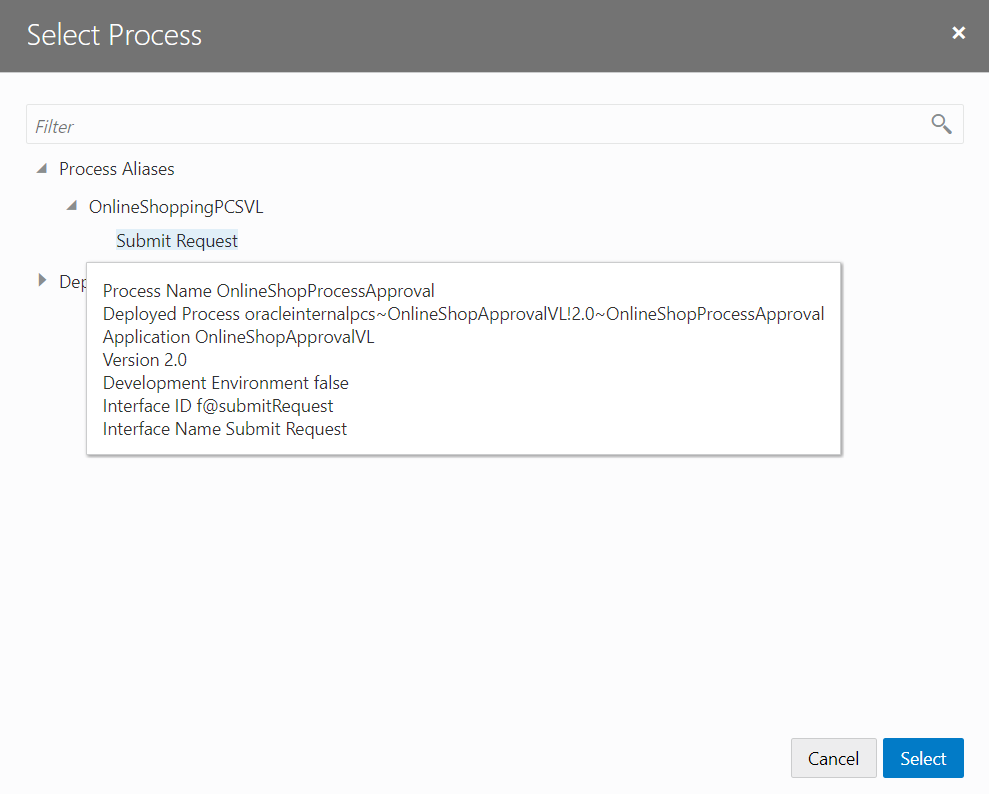 Select Process
Filter
Process Aliases
OnlineShoppingPCSVL
Submit Request
Dep
Process Name OnlineShopProcessApproval
Deployed Process oracleinternalpcs~OnlineShopApprovalVL!2.0~OnlineShopProcessApproval
Application OnlineShopApprovalVL
Version 2.0
Development Environment false
Interface ID f@submitRequest
Interface Name Submit Request
Cancel
Select